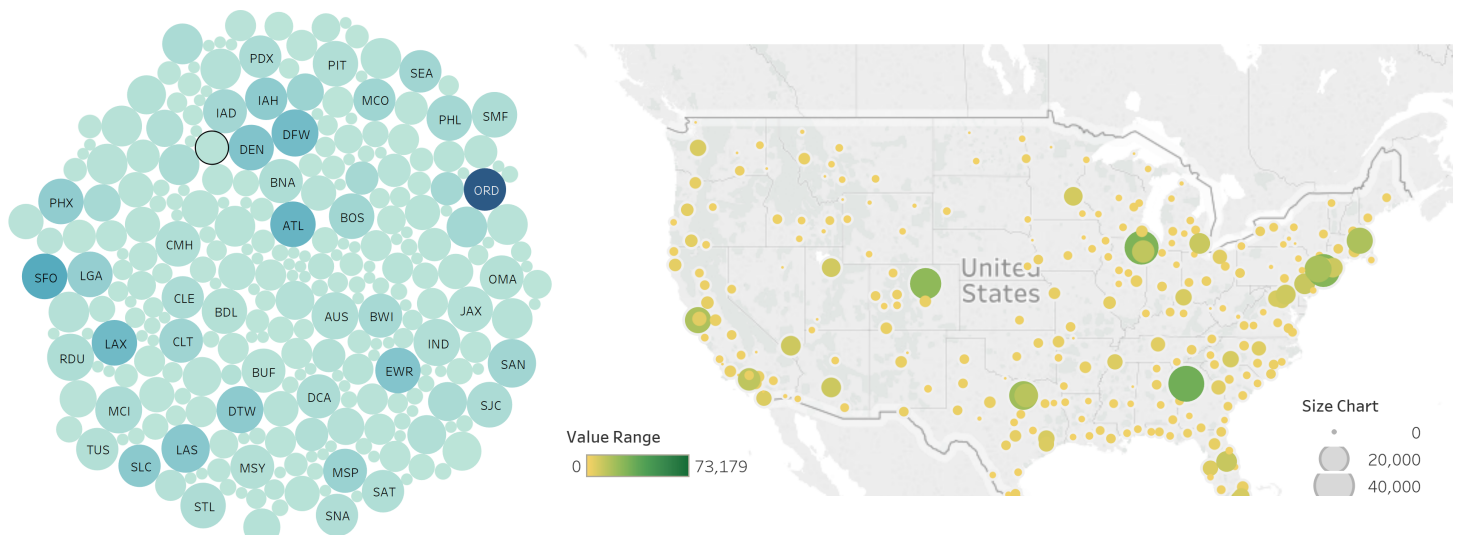 PDX
PIT
SEA
IAH
MCO
IAD
PHL
SMF
DFW
DEN
BNA
ORD
PHX
BOS
ATL
CMH
SFO
LGA
OMA
CLE
BDL
AUS
BWI
JAX
LAX
CLT
IND
RDU
BUF
EWR
SAN
DCA
MCI
DTW
SJC
TUS
LAS
SLC
MSY
MSP
SAT
STL
SNA
United
States
Value Range
0
73,179
Size Chart
0
20,000
40,000